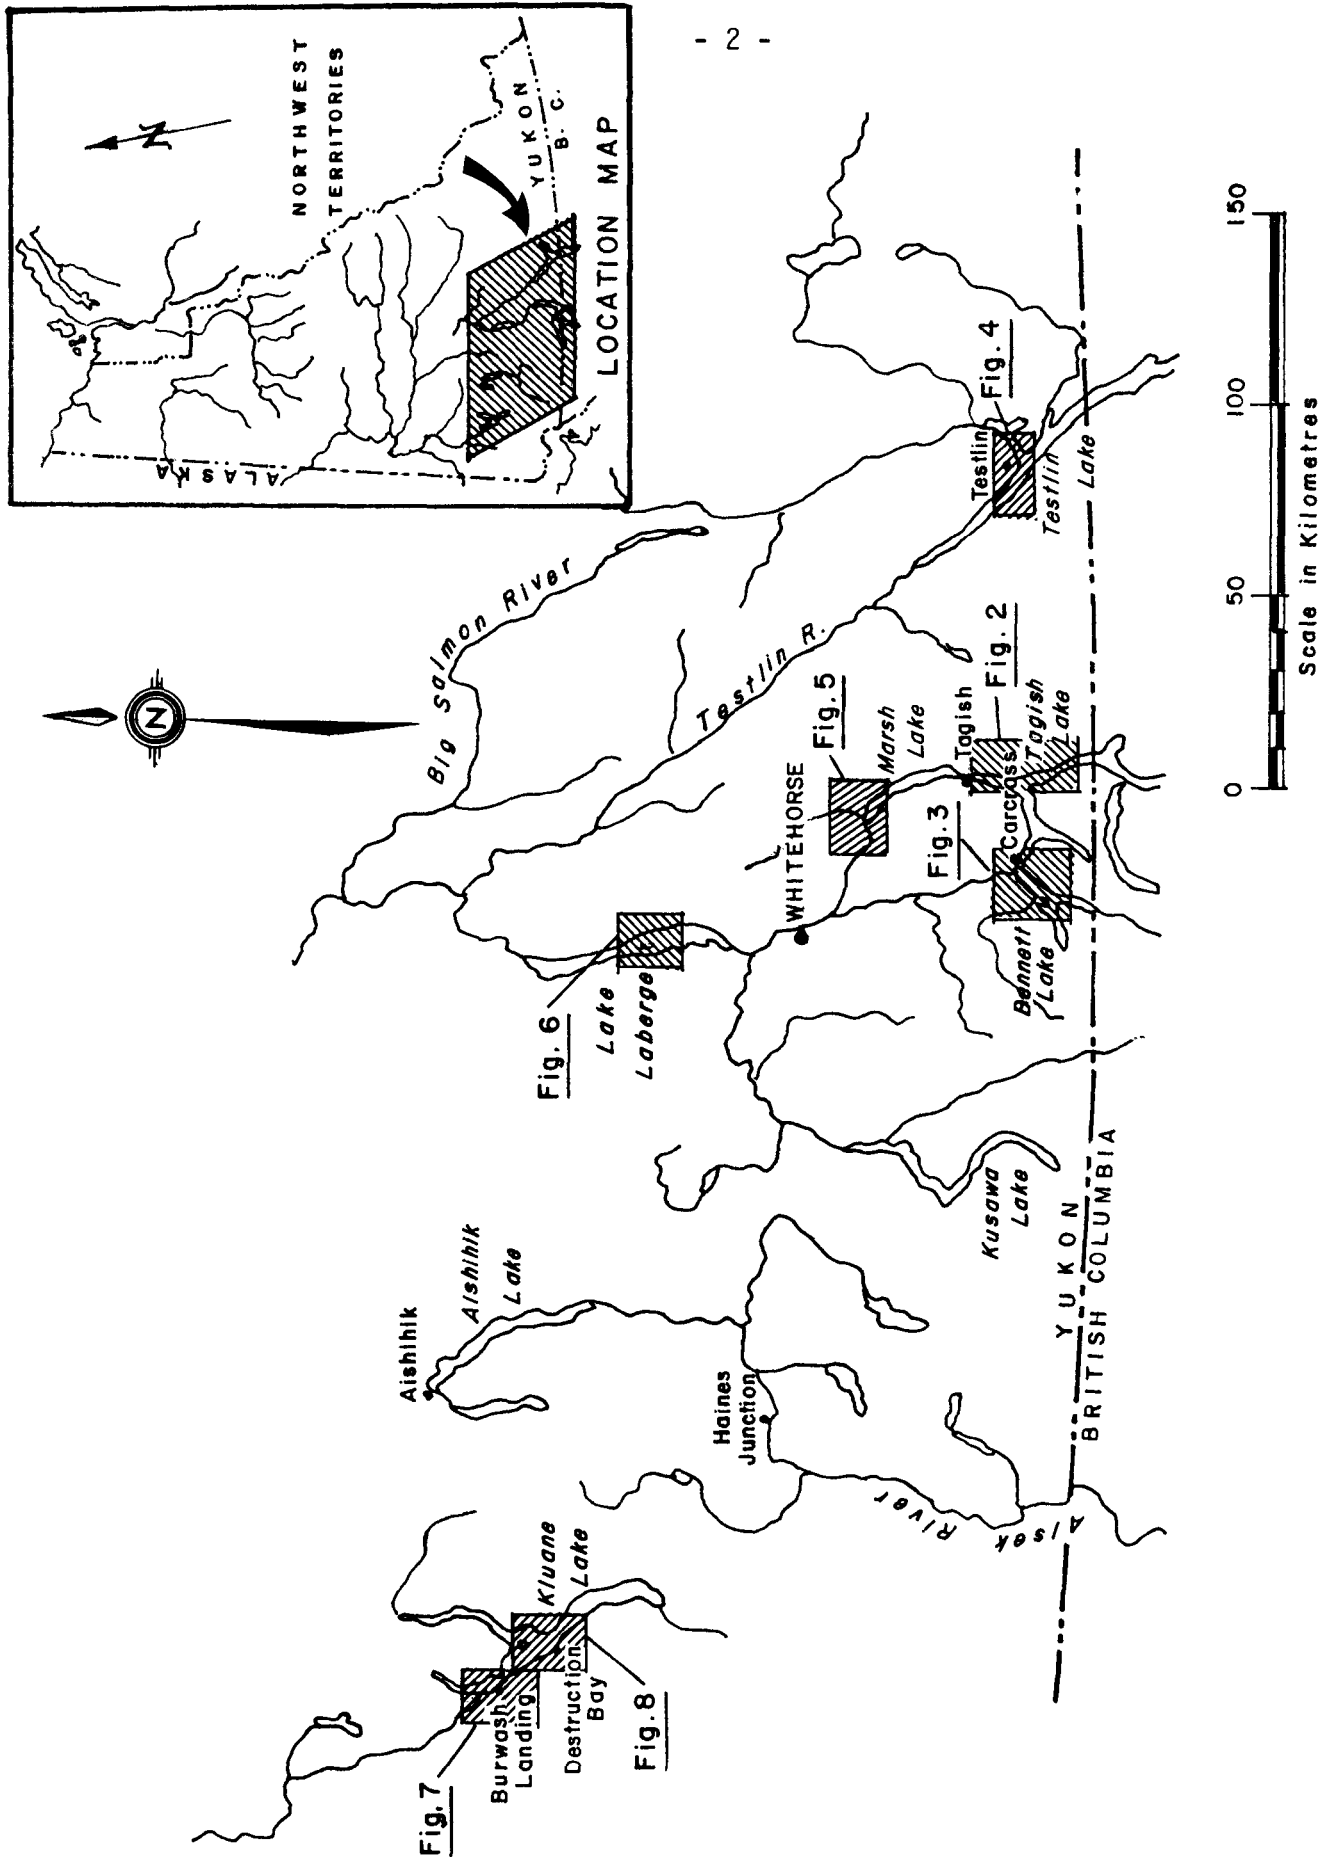 - 2 -
N
NORTHWEST
TERRITORIES
ALASKA
YUKON
B. C.
LOCATION MAP
N
Big Salmon River
Testlin R.
Fig. 7
Burwash
Landing
Destruction
Bay
Fig. 8
Kluane
Lake
Aishihik
Aishihik
Lake
Haines
Junction
Alsek River
Kusawa
Lake
Fig. 6
Lake
Laberge
WHITEHORSE
Fig. 5
Marsh
Lake
Fig. 3
Carcross
Bennett
Lake
Tagish
Fig. 2
Tagish
Lake
Testlin
Fig. 4
Testlin
Lake
YUKON
BRITISH COLUMBIA
0 50 100 150
Scale in Kilometres